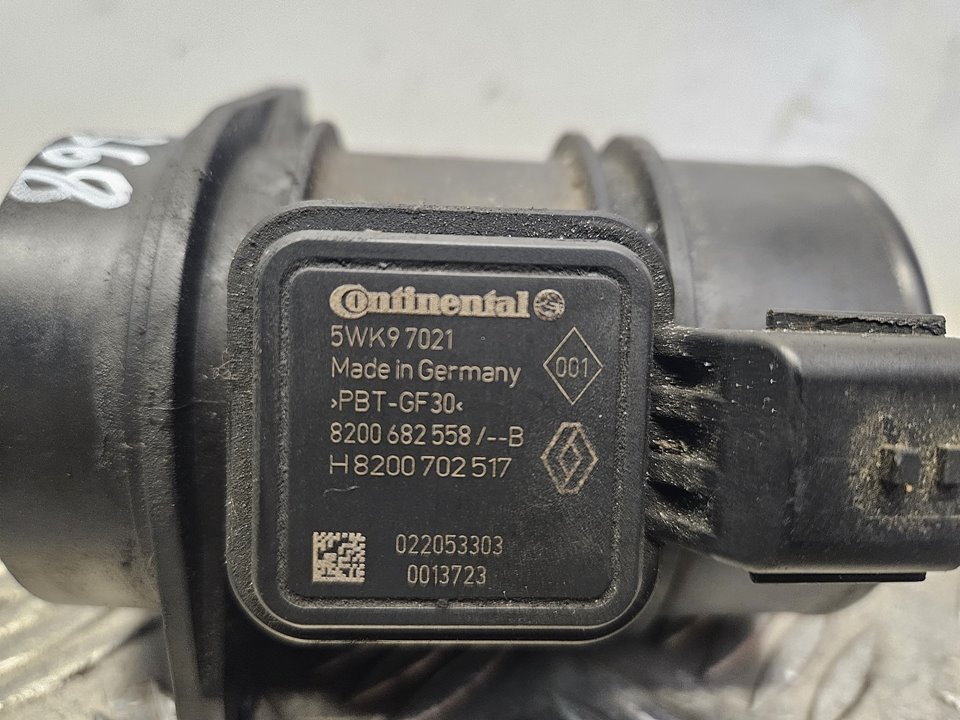 Continental
5WK9 7021
Made in Germany
001
>PBT-GF30<
8200 682 558 /--B
H 8200 702 517
022053303
0013723